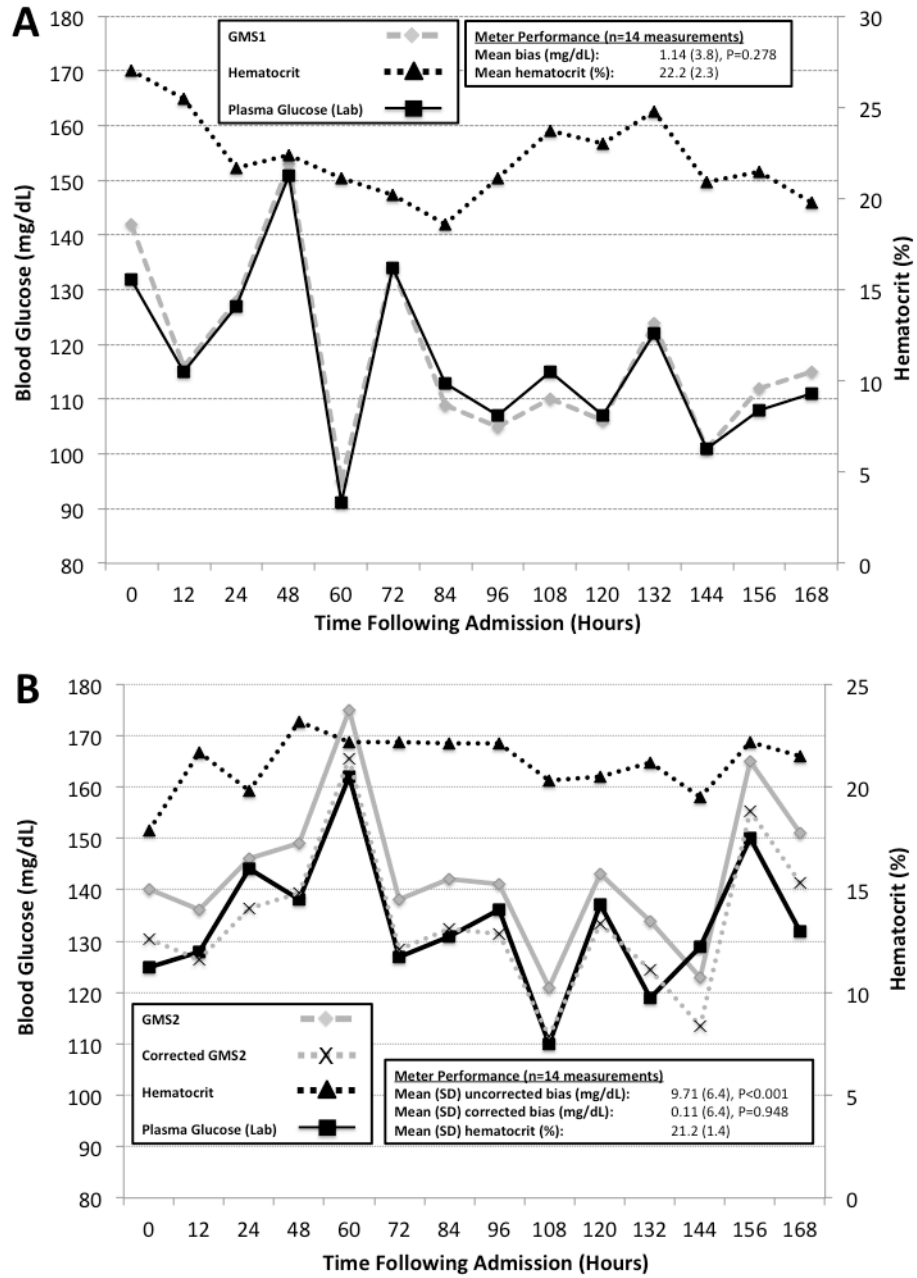 A
GMS1
Hematocrit
Plasma Glucose (Lab)
Meter Performance (n=14 measurements)
Mean bias (mg/dL): 1.14 (3.8), P=0.278
Mean hematocrit (%): 22.2 (2.3)
Blood Glucose (mg/dL)
180
170
160
150
140
130
120
110
100
90
80
30
25
20
15
10
5
0
Hematocrit (%)
0 12 24 48 60 72 84 96 108 120 132 144 156 168
Time Following Admission (Hours)
B
Blood Glucose (mg/dL)
180
170
160
150
140
130
120
110
100
90
80
25
20
15
10
5
0
Hematocrit (%)
GMS2
Corrected GMS2
Hematocrit
Plasma Glucose (Lab)
Meter Performance (n=14 measurements)
Mean (SD) uncorrected bias (mg/dL): 9.71 (6.4), P<0.001
Mean (SD) corrected bias (mg/dL): 0.11 (6.4), P=0.948
Mean (SD) hematocrit (%): 21.2 (1.4)
0 12 24 48 60 72 84 96 108 120 132 144 156 168
Time Following Admission (Hours)